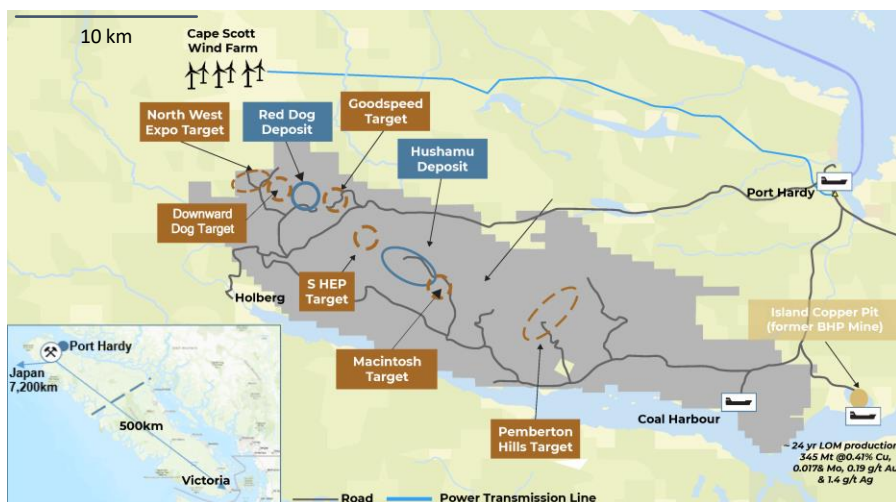 10 km
Cape Scott
Wind Farm
North West
Expo Target
Red Dog
Deposit
Goodspeed
Target
Hushamu
Deposit
Port Hardy
Downward
Dog Target
S HEP
Target
Holberg
Macintosh
Target
Island Copper Pit
(former BHP Mine)
Pemberton
Hills Target
Coal Harbour
~ 24 yr LOM production
345 Mt @0.41% Cu,
0.017& Mo, 0.19 g/t Au
& 1.4 g/t Ag
Port Hardy
Japan
7,200km
500km
Victoria
Road
Power Transmission Line